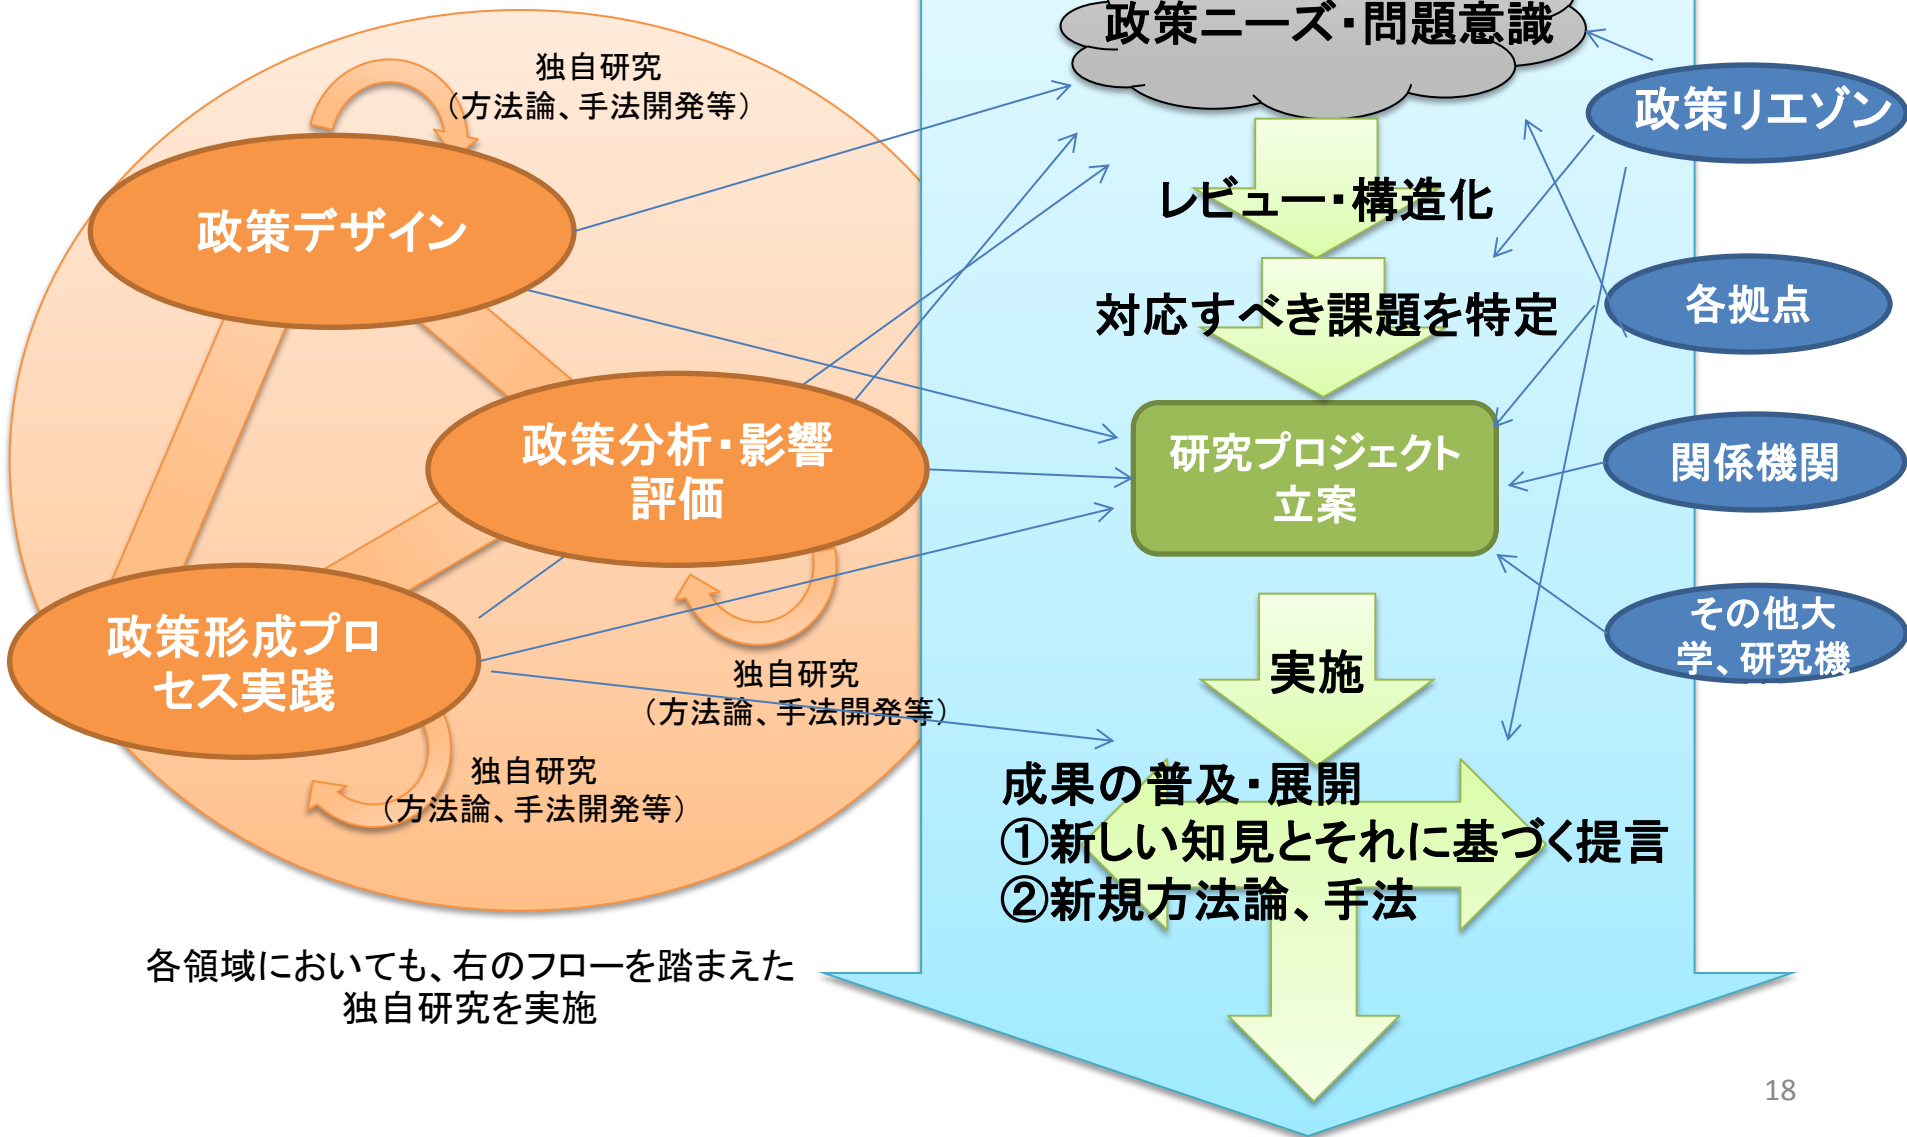 政策ニーズ・問題意識
独自研究
（方法論、手法開発等）
政策リエゾン
政策デザイン
レビュー・構造化
対応すべき課題を特定
各拠点
政策分析・影響
評価
研究プロジェクト
立案
関係機関
政策形成プロ
セス実践
その他大
学、研究機
独自研究
（方法論、手法開発等）
実施
独自研究
（方法論、手法開発等）
成果の普及・展開
①新しい知見とそれに基づく提言
②新規方法論、手法
各領域においても、右のフローを踏まえた
独自研究を実施
18